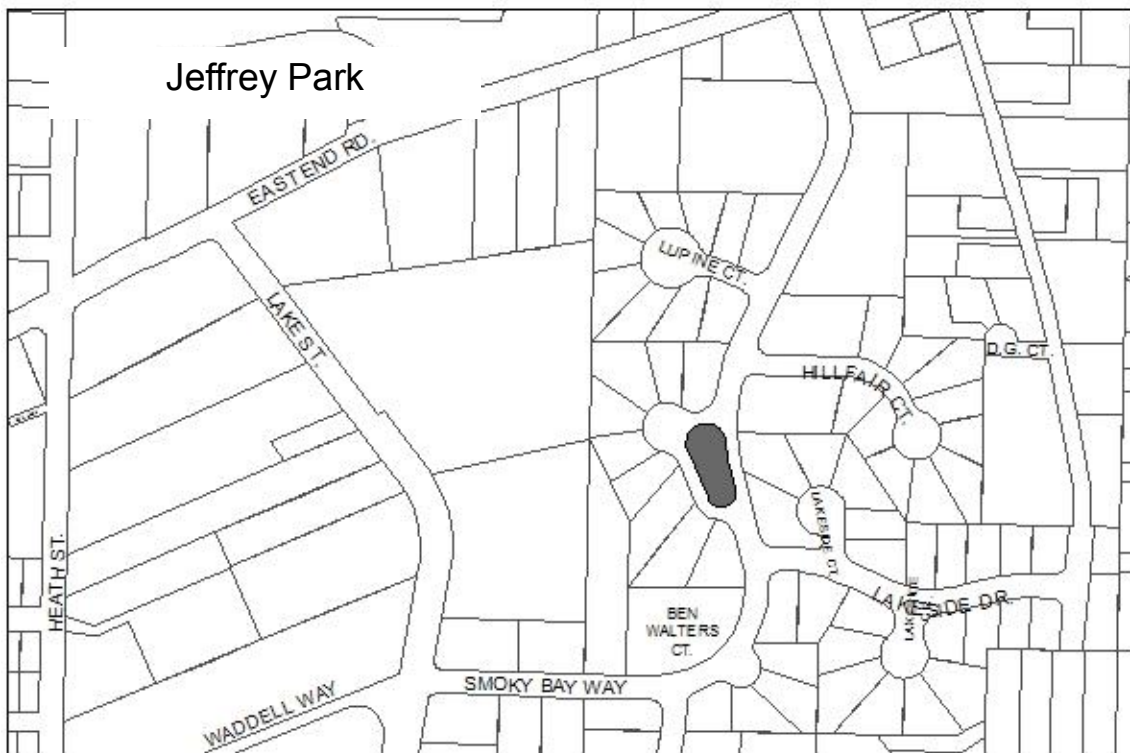 Jeffrey Park
EAST END RD.
LUPINE CT.
LAKE ST.
D.G. CT.
HILLFAIR CT.
LAKESIDE CT.
HEATH ST.
LAKESIDE DR.
BEN
WALTERS
CT.
SMOKY BAY WAY
WADDELL WAY